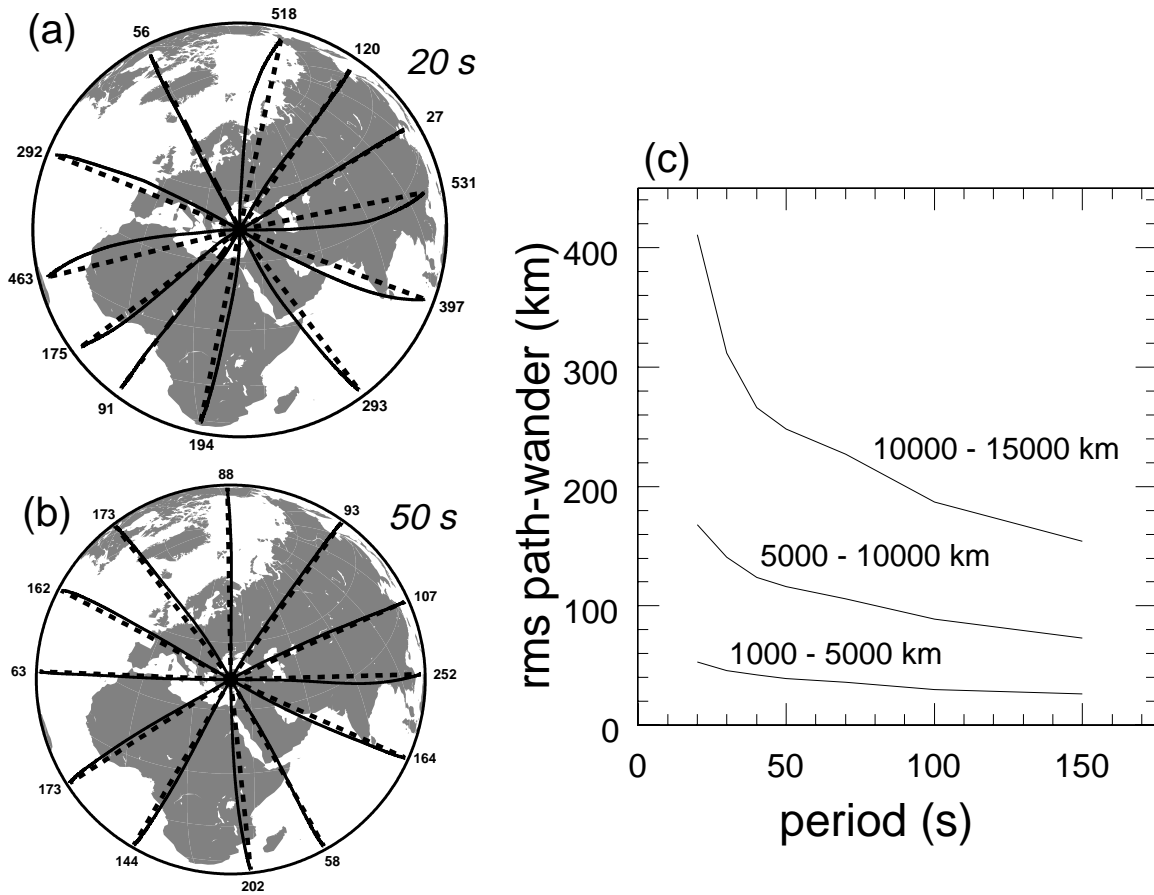 (a)
20 s
518
56
120
27
292
531
463
397
175
91
293
194
(b)
50 s
88
173
93
162
107
63
252
173
164
144
58
202
(c)
rms path-wander (km)
400
300
200
100
0
10000 - 15000 km
5000 - 10000 km
1000 - 5000 km
0 50 100 150
period (s)